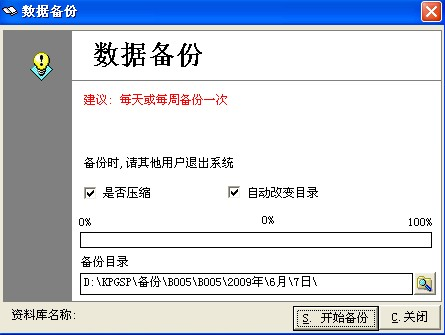 数据备份
数据备份
建议: 每天或每周备份一次
备份时,请其他用户退出系统
是否压缩 自动改变目录
0% 0% 100%
备份目录
D:\KPGSP\备份\B005\B005\2009年\6月\7日\
资料库名称: S. 开始备份 C.关闭